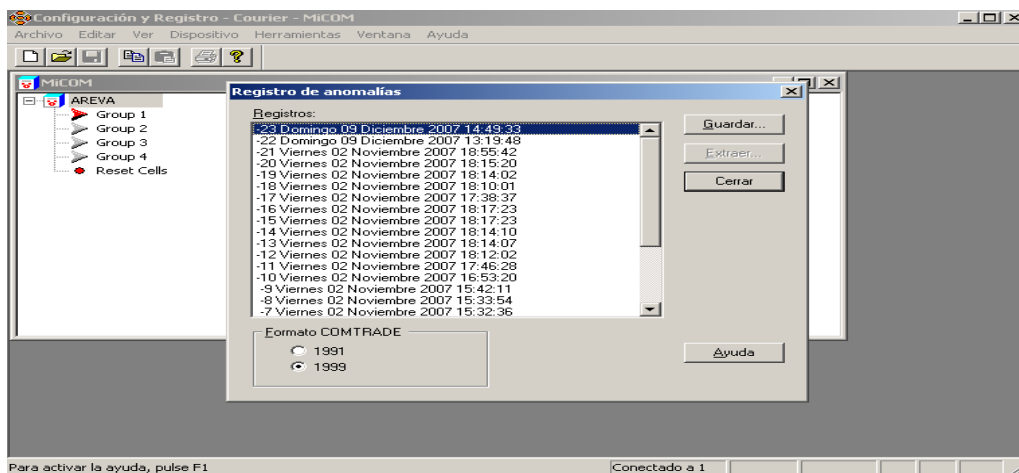 Configuración y Registro - Courier - MiCOM
Archivo Editar Ver Dispositivo Herramientas Ventana Ayuda
MiCOM
AREVA
Group 1
Group 2
Group 3
Group 4
Reset Cells
Registro de anomalías
Registros:
-23 Domingo 09 Diciembre 2007 14:49:33
-22 Domingo 09 Diciembre 2007 13:19:48
-21 Viernes 02 Noviembre 2007 18:55:42
-20 Viernes 02 Noviembre 2007 18:15:20
-19 Viernes 02 Noviembre 2007 18:14:02
-18 Viernes 02 Noviembre 2007 18:10:01
-17 Viernes 02 Noviembre 2007 17:38:37
-16 Viernes 02 Noviembre 2007 18:17:23
-15 Viernes 02 Noviembre 2007 18:17:23
-14 Viernes 02 Noviembre 2007 18:14:10
-13 Viernes 02 Noviembre 2007 18:14:07
-12 Viernes 02 Noviembre 2007 18:12:02
-11 Viernes 02 Noviembre 2007 17:46:28
-10 Viernes 02 Noviembre 2007 16:53:20
-9 Viernes 02 Noviembre 2007 15:42:11
-8 Viernes 02 Noviembre 2007 15:33:54
-7 Viernes 02 Noviembre 2007 15:32:36
Guardar...
Extraer...
Cerrar
Formato COMTRADE
1991
1999
Ayuda
Para activar la ayuda, pulse F1
Conectado a 1